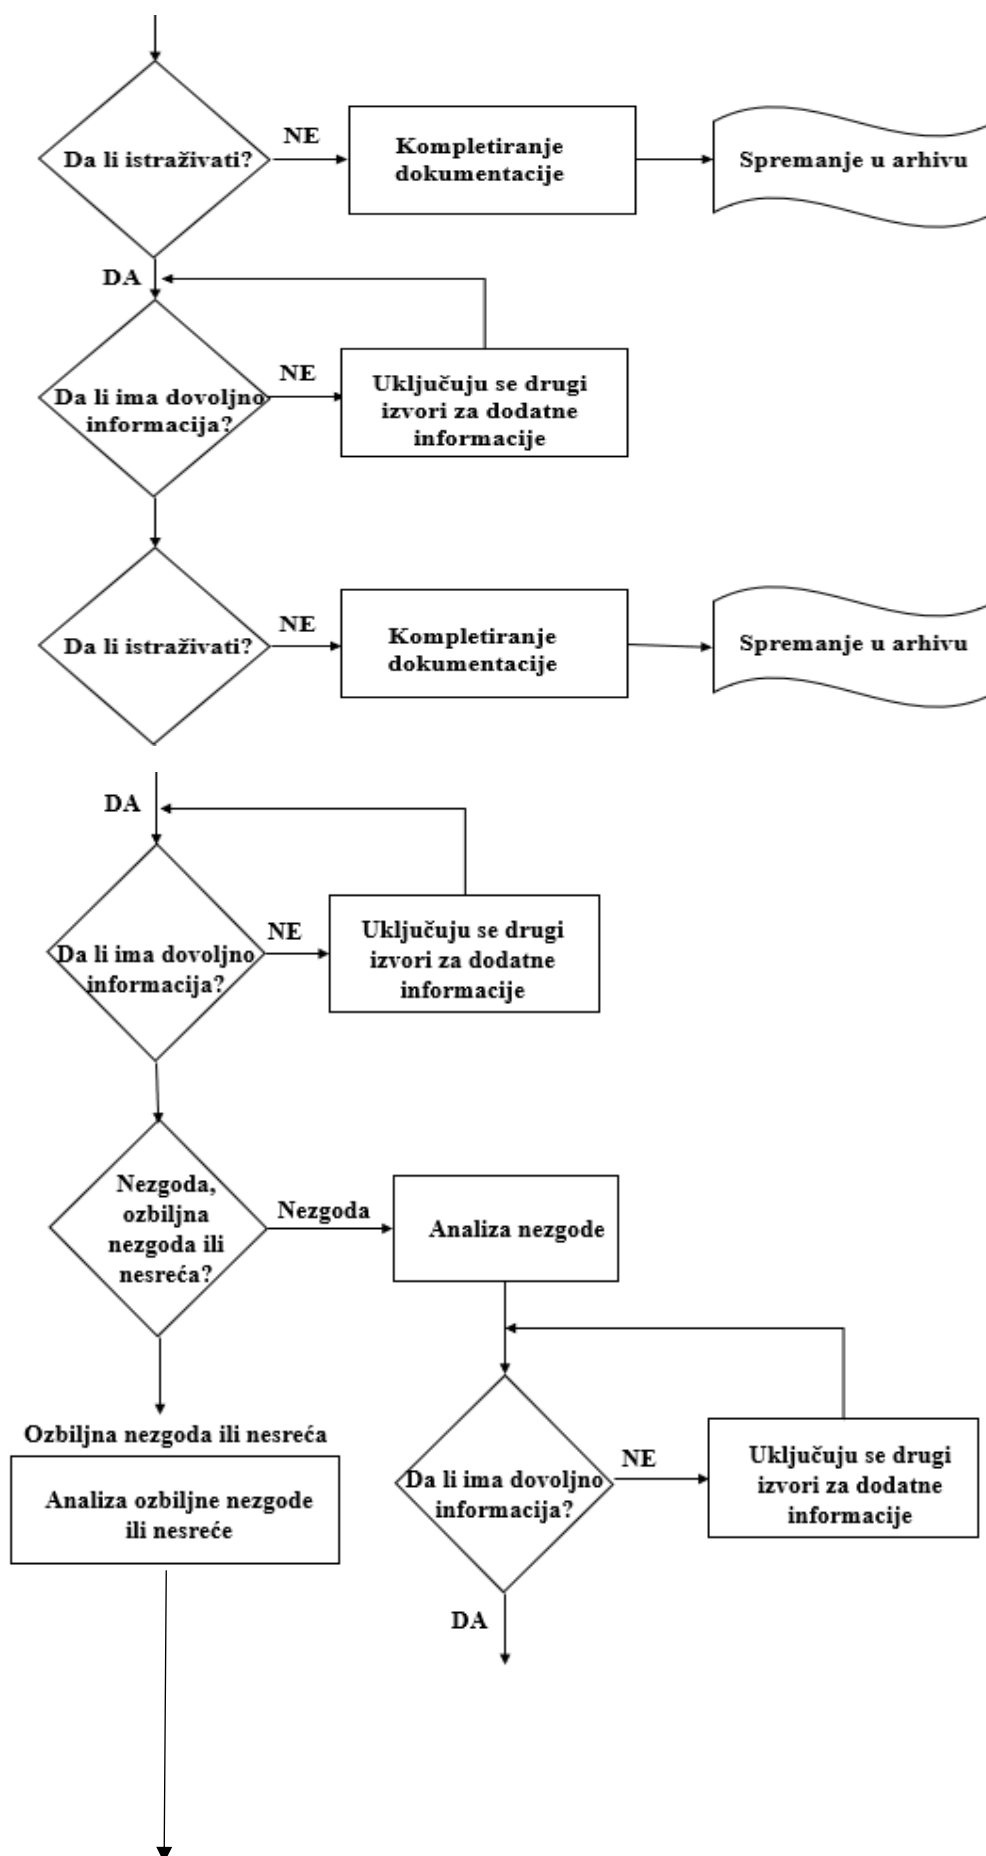 NE
Da li istraživati?
Kompletiranje
dokumentacije
Spremanje u arhivu
DA
NE
Da li ima dovoljno
informacija?
Uključuju se drugi
izvori za dodatne
informacije
NE
Da li istraživati?
Kompletiranje
dokumentacije
Spremanje u arhivu
DA
NE
Da li ima dovoljno
informacija?
Uključuju se drugi
izvori za dodatne
informacije
Nezgoda,
ozbiljna
nezgoda ili
nesreća?
Nezgoda
Analiza nezgode
Ozbiljna nezgoda ili nesreća
Analiza ozbiljne nezgode
ili nesreće
Da li ima dovoljno
informacija?
NE
Uključuju se drugi
izvori za dodatne
informacije
DA